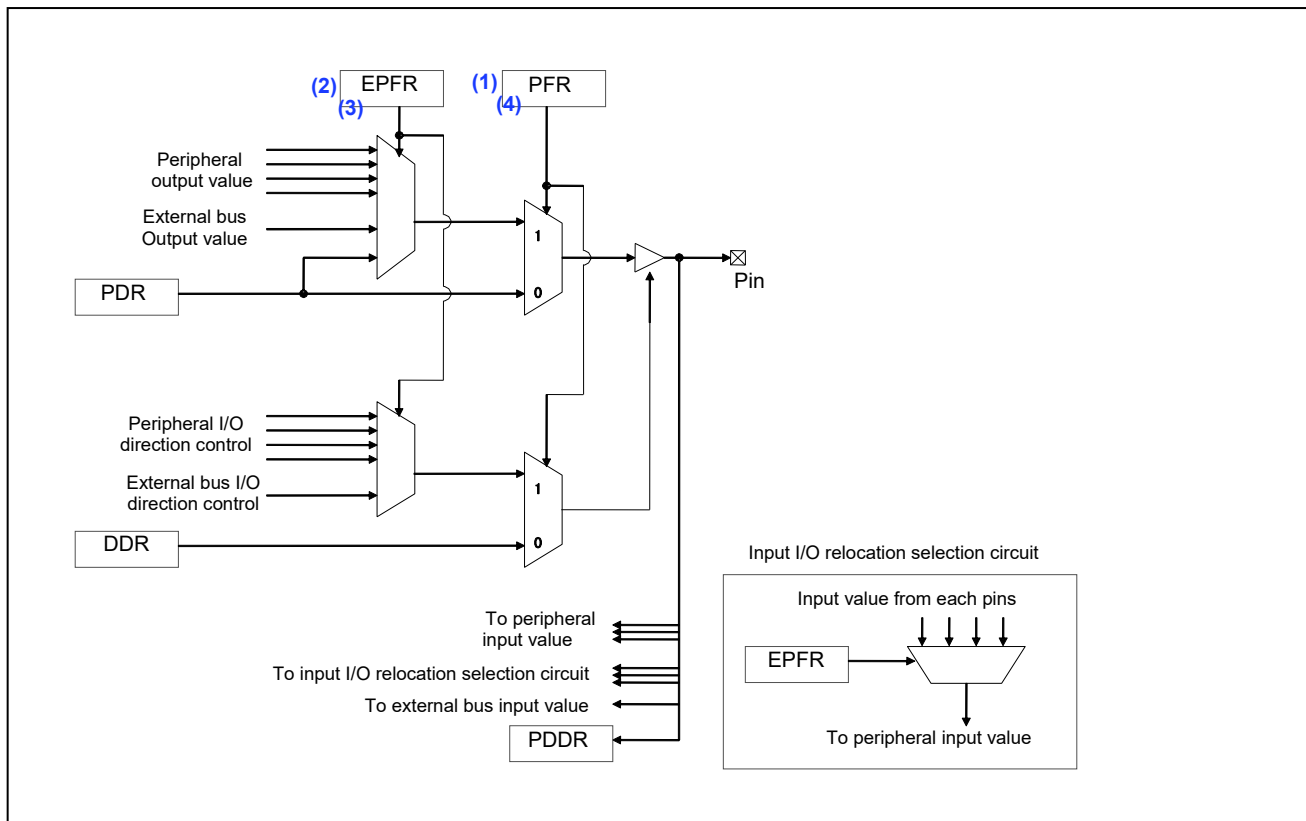 (2)
EPFR
(3)
(1)
PFR
(4)
Peripheral
output value
External bus
Output value
1
PDR
0
Pin
Peripheral I/O
direction control
External bus I/O
direction control
1
DDR
0
Input I/O relocation selection circuit
Input value from each pins
To peripheral
input value
EPFR
To input I/O relocation selection circuit
To external bus input value
PDDR
To peripheral input value